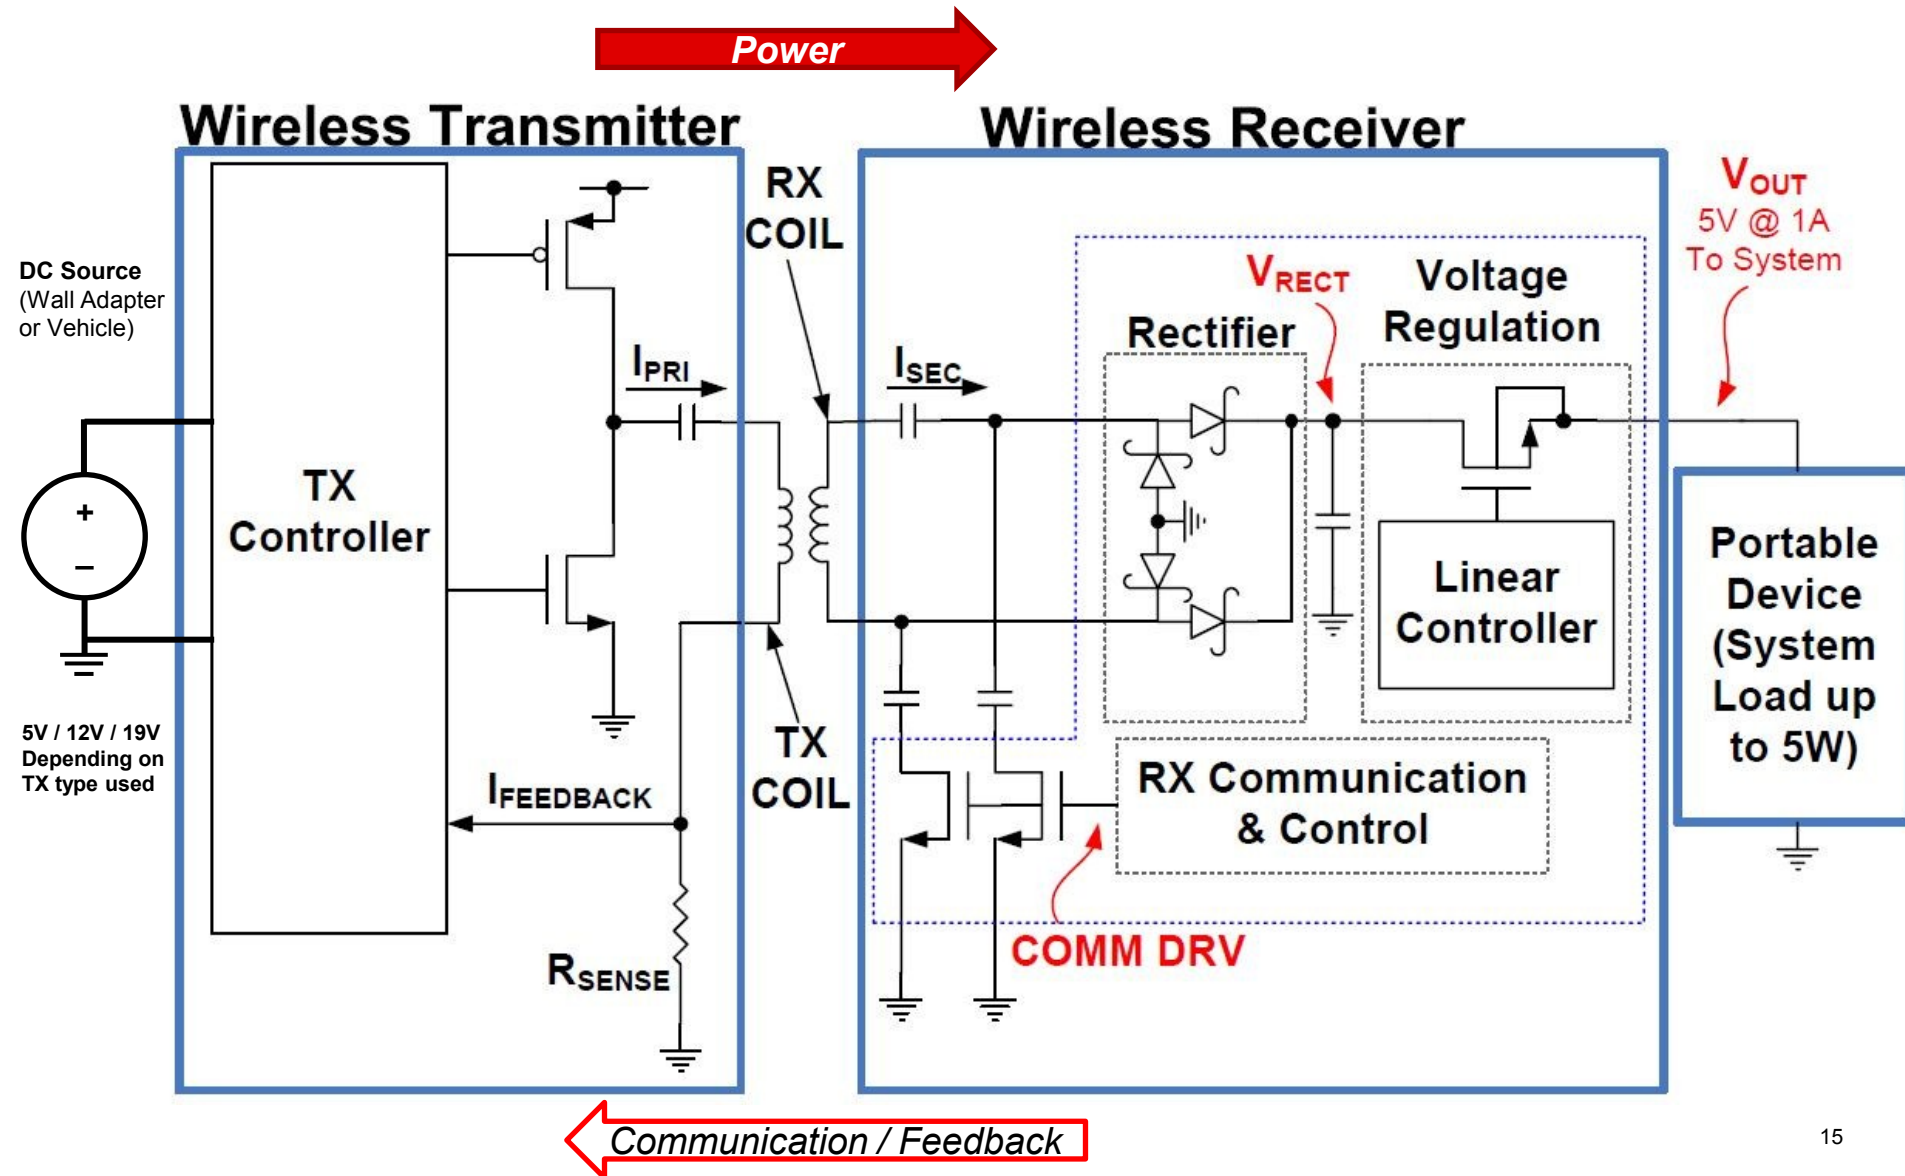 Power
Wireless Transmitter
Wireless Receiver
DC Source
(Wall Adapter
or Vehicle)
+
–
5V / 12V / 19V
Depending on
TX type used
TX
Controller
IPRI
IFEEDBACK
RSENSE
RX
COIL
TX
COIL
ISEC
Rectifier
VRECT
Voltage
Regulation
Linear
Controller
RX Communication
& Control
COMM DRV
VOUT
5V @ 1A
To System
Portable
Device
(System
Load up
to 5W)
Communication / Feedback
15